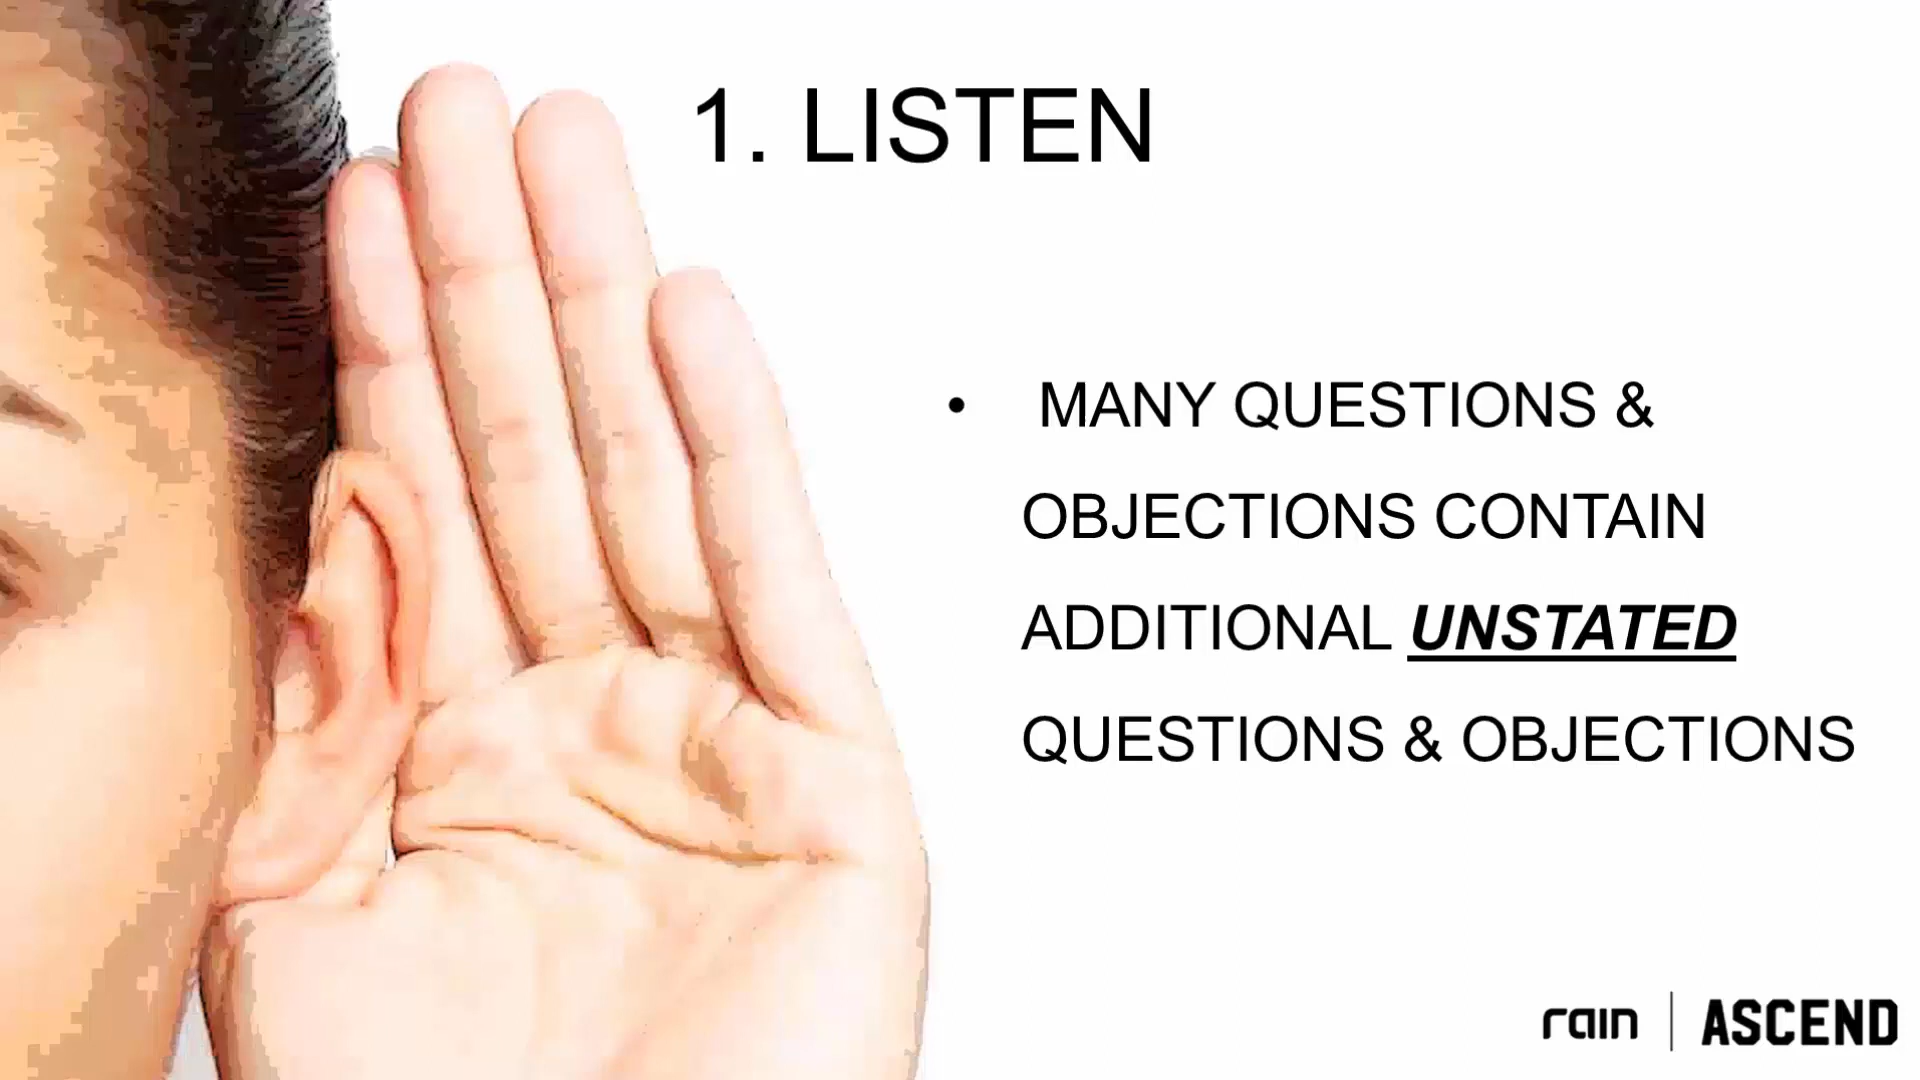 1. LISTEN
• MANY QUESTIONS &
OBJECTIONS CONTAIN
ADDITIONAL UNSTATED
QUESTIONS & OBJECTIONS
rain | ASCEND